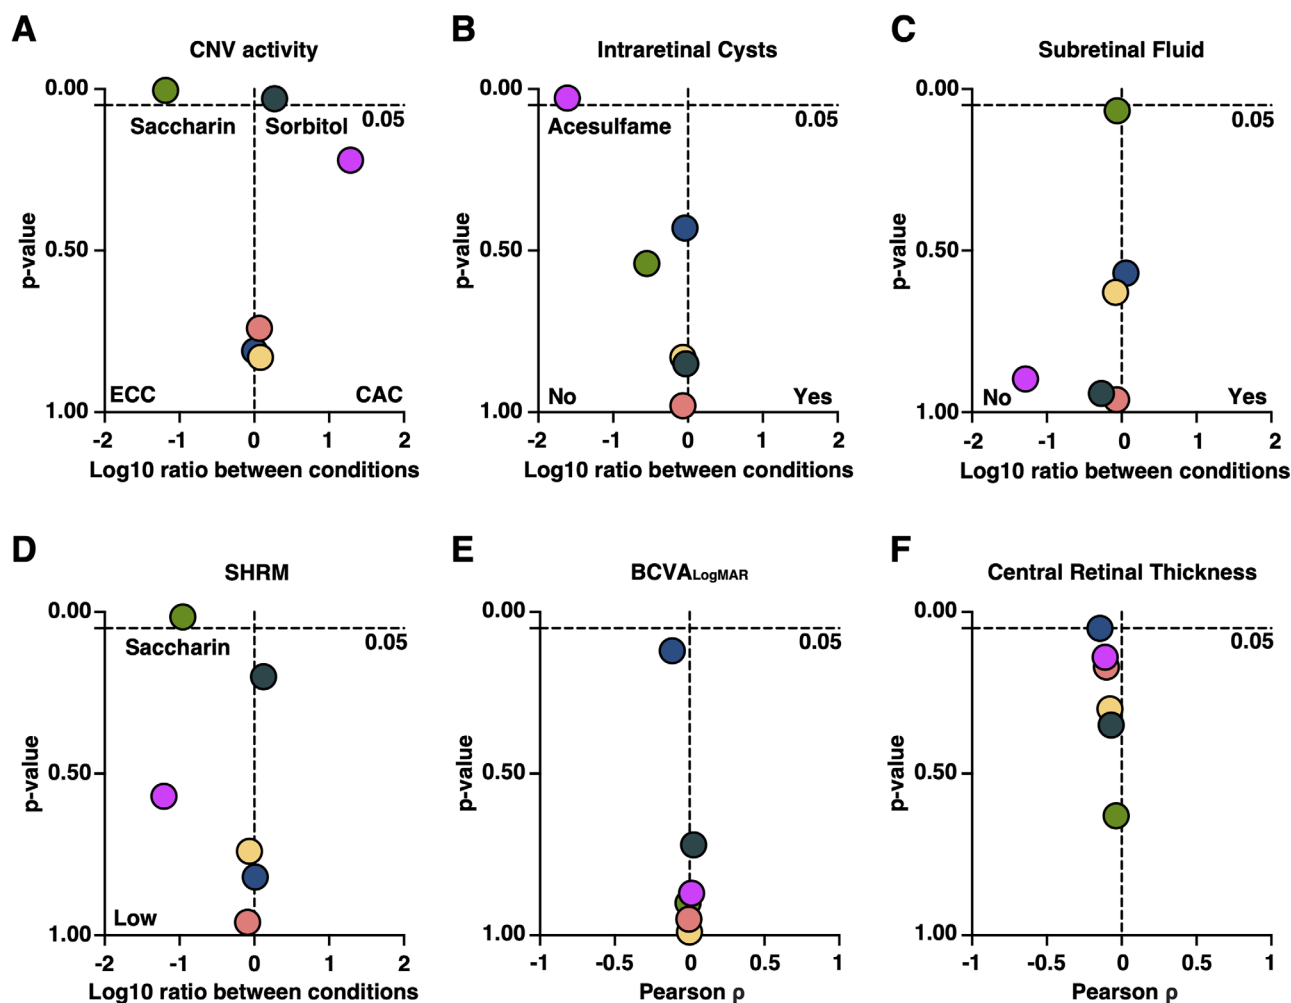 A
CNV activity
0.00
0.50
1.00
p-value
Saccharin
Sorbitol
0.05
ECC
CAC
-2 -1 0 1 2
Log10 ratio between conditions
B
Intraretinal Cysts
0.00
0.50
1.00
p-value
Acesulfame
0.05
No
Yes
-2 -1 0 1 2
Log10 ratio between conditions
C
Subretinal Fluid
0.00
0.50
1.00
p-value
0.05
No
Yes
-2 -1 0 1 2
Log10 ratio between conditions
D
SHRM
0.00
0.50
1.00
p-value
Saccharin
0.05
Low
-2 -1 0 1 2
Log10 ratio between conditions
E
BCVALogMAR
0.00
0.50
1.00
p-value
0.05
-1 -0.5 0 0.5 1
Pearson ρ
F
Central Retinal Thickness
0.00
0.50
1.00
p-value
0.05
-1 -0.5 0 0.5 1
Pearson ρ